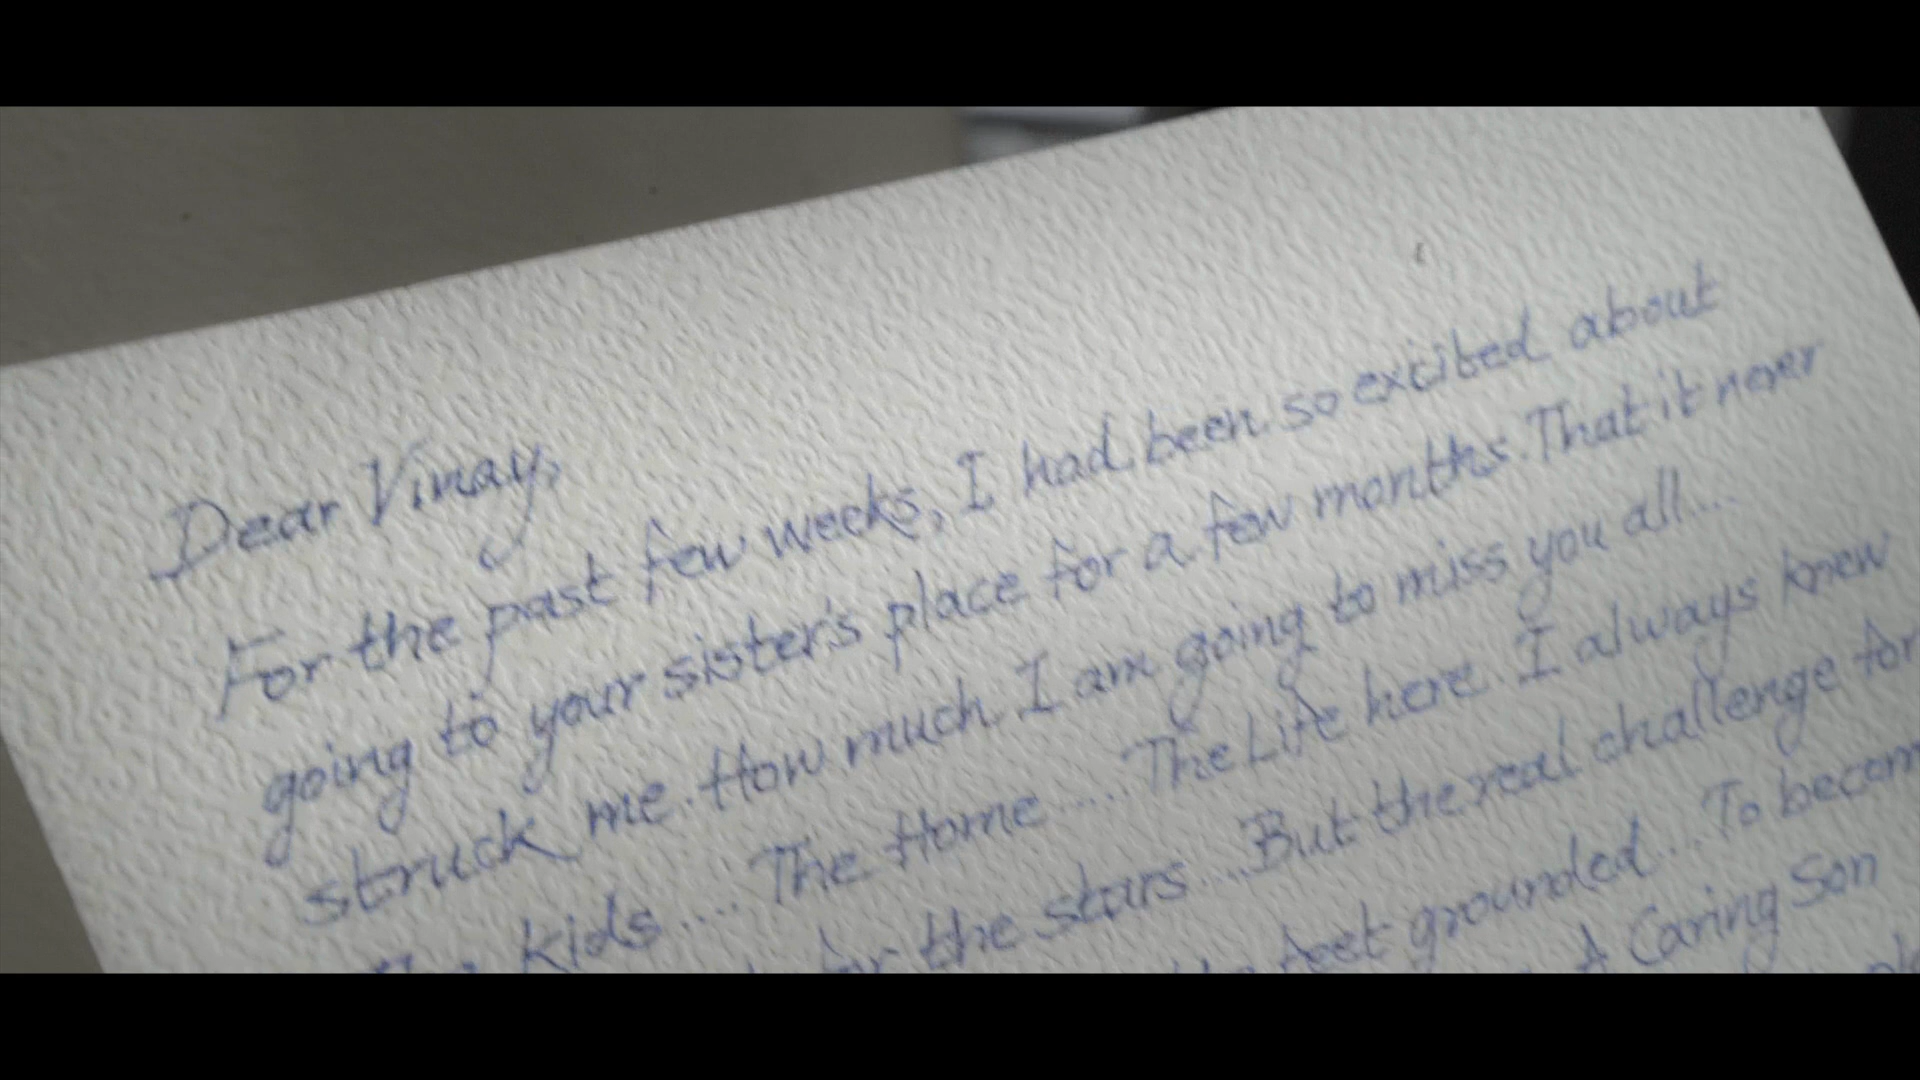 Dear Vinay,
For the past few weeks, I had been so excited about
going to your sister's place for a few months. That it never
struck me. How much I am going to miss you all...
kids.... The Home..... The Life here. I always knew
for the stars...But the real challenge for
feet grounded...To becom
A Caring Son